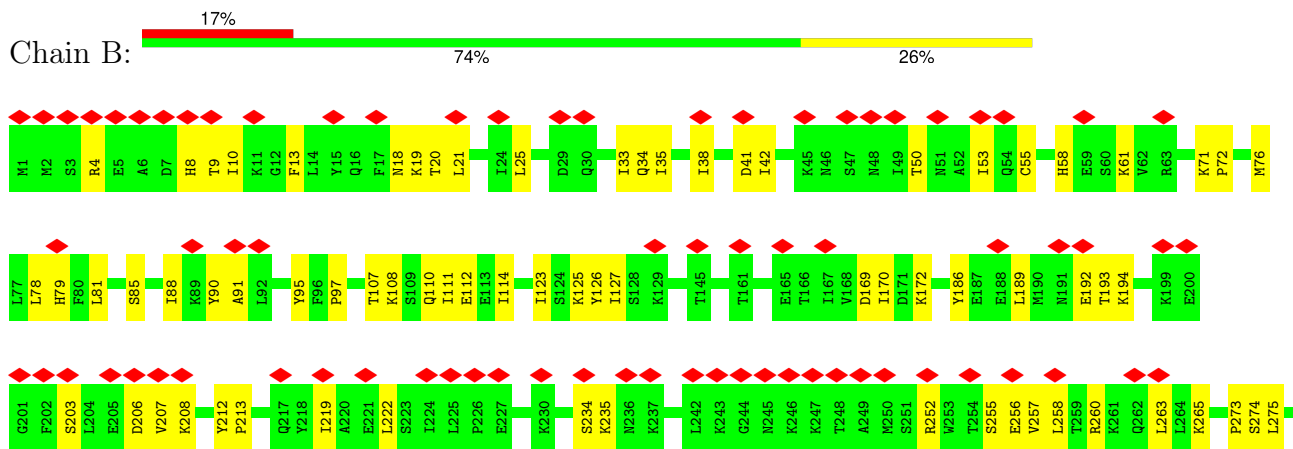 17%
Chain B:
74% 26%
M1 M2 S3 R4 E5 A6 D7 H8 T9 I10 K11 G12 F13 L14 Y15 Q16 F17 N18 K19 T20 L21 I24 L25 D29 Q30 I33 Q34 I35 I38 D41 I42 K45 N46 S47 N48 I49 T50 N51 A52 I53 Q54 C55 H58 E59 S60 K61 V62 R63 K71 P72 M76
L77 L78 H79 F80 L81 S85 I88 K89 Y90 A91 L92 Y95 F96 P97 T107 K108 S109 Q110 I111 E112 E113 I114 I123 S124 K125 Y126 I127 S128 K129 T145 T161 E165 T166 I167 V168 D169 I170 D171 K172 Y186 E187 E188 L189 M190 N191 E192 T193 K194 K199 E200
G201 F202 S203 L204 E205 D206 V207 K208 Y212 P213 Q217 Y218 I219 A220 E221 L222 S223 I224 L225 P226 E227 K230 S234 K235 N236 K237 L242 K243 G244 N245 K246 K247 T248 A249 M250 S251 R252 W253 T254 S255 E256 V257 L258 T259 R260 K261 Q262 L263 L264 K265 P273 S274 L275